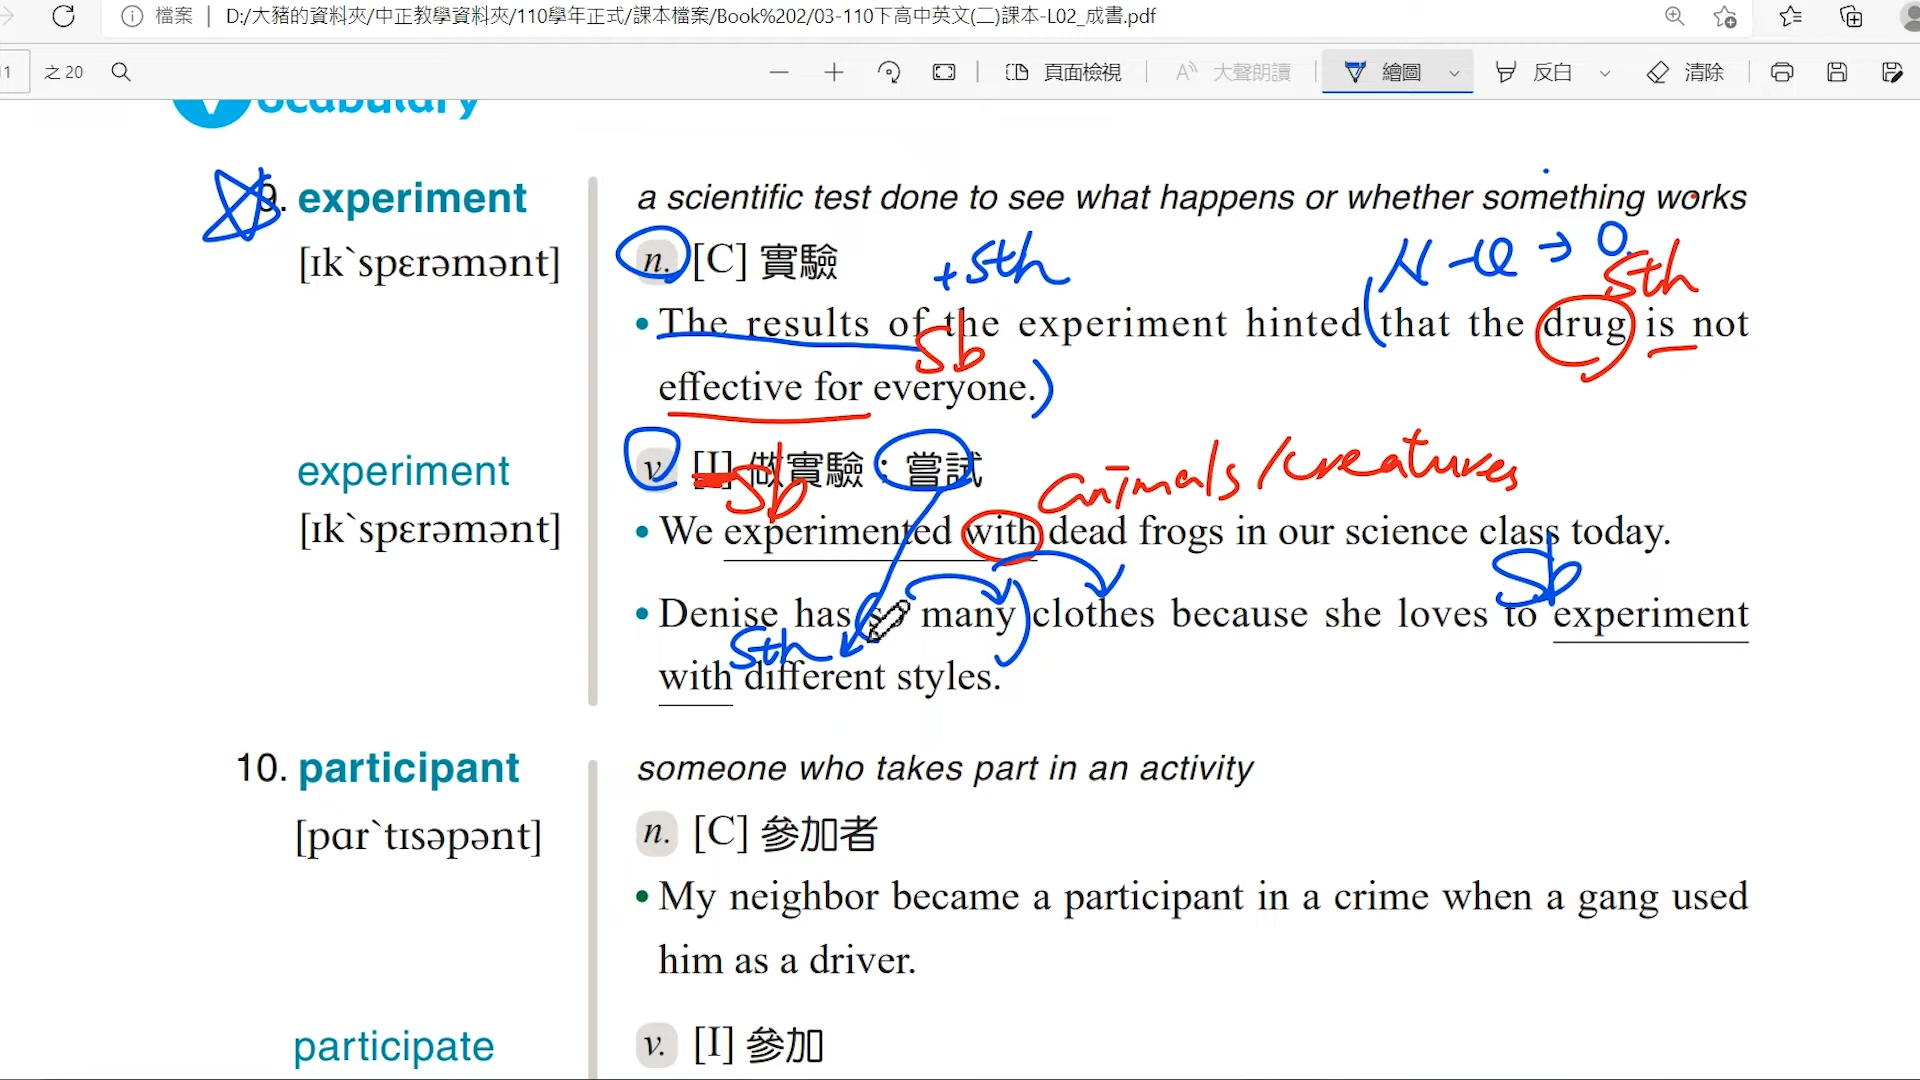 檔案 | D:/大豬的資料夾/中正教學資料夾/110學年正式/課本檔案/Book%202/03-110下高中英文(二)課本-L02_成書.pdf
之 20 頁面檢視 大聲朗讀 繪圖 反白 清除
Vocabulary
9. experiment a scientific test done to see what happens or whether something works
[ɪkˋspɛrəmənt] n. [C] 實驗
+ sth N-Q → O
sth
• The results of the experiment hinted (that the drug is not
sb
effective for everyone.)
experiment v. [I] 做實驗；嘗試
sb animals/creatures
[ɪkˋspɛrəmənt] • We experimented with dead frogs in our science class today.
sb
• Denise has so many clothes because she loves to experiment
sth
with different styles.
10. participant someone who takes part in an activity
[pɑrˋtɪsəpənt] n. [C] 參加者
• My neighbor became a participant in a crime when a gang used
him as a driver.
participate v. [I] 參加